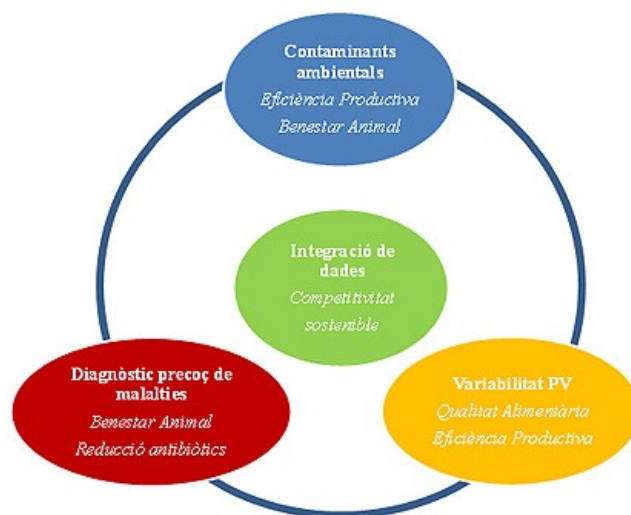 Contaminants
ambientals
Eficiència Productiva
Benestar Animal
Integració de
dades
Competitivitat
sostenible
Diagnòstic precoç de
malalties
Benestar Animal
Reducció antibiòtics
Variabilitat PV
Qualitat Alimentària
Eficiència Productiva